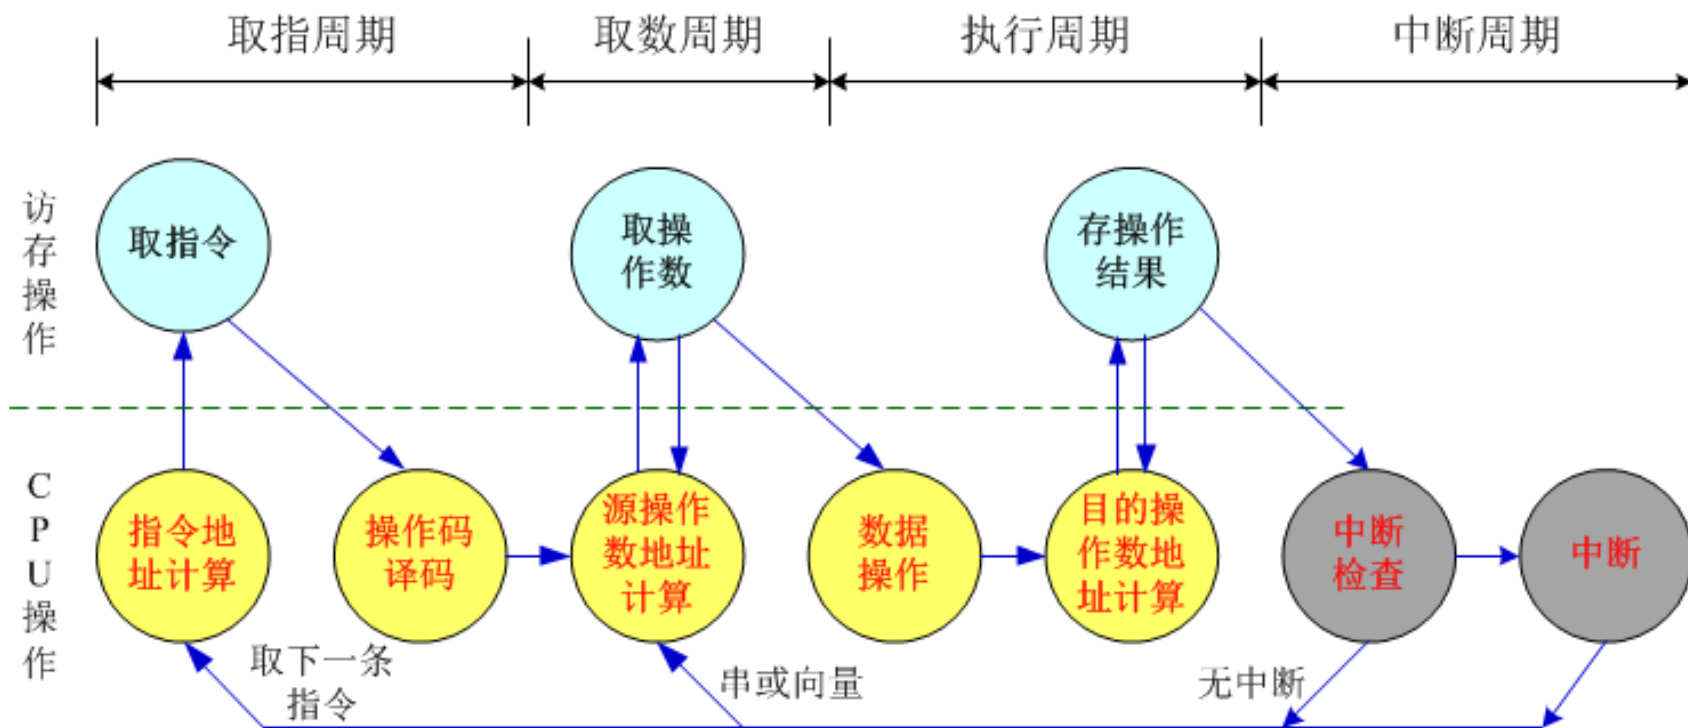 取指周期
取数周期
执行周期
中断周期
访存操作
取指令
取操
作数
存操作
结果
CPU操作
指令地
址计算
操作码
译码
源操作
数地址
计算
数据
操作
目的操
作数地
址计算
中断
检查
中断
取下一条
指令
串或向量
无中断